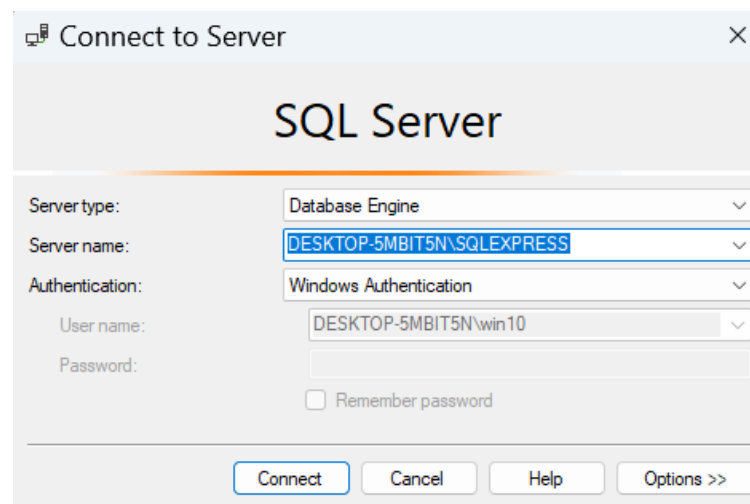 Connect to Server
SQL Server
Server type: Database Engine
Server name: DESKTOP-5MBIT5N\SQLEXPRESS
Authentication: Windows Authentication
User name: DESKTOP-5MBIT5N\win10
Password:
Remember password
Connect Cancel Help Options >>